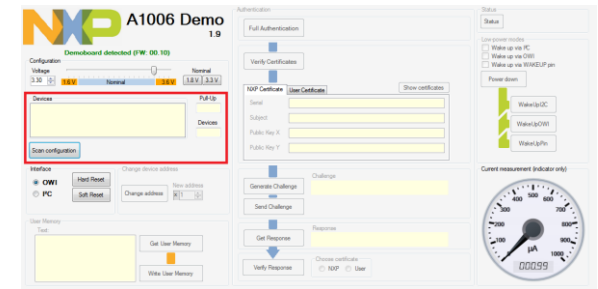 NXP
A1006 Demo
1.9
Demoboard detected (FW: 00.10)
Configuration
Voltage
Nominal
3.30
1.6 V
Nominal
3.6 V
1.8 V
3.3 V
Devices
Pull-Up
Devices
Scan configuration
Interface
OWI
I²C
Hard Reset
Soft Reset
Change device address
Change address
New address
1
User Memory
Text:
Get User Memory
Write User Memory
Authentication
Full Authentication
Verify Certificates
NXP Certificate
User Certificate
Show certificates
Serial
Subject
Public Key X
Public Key Y
Generate Challenge
Challenge
Send Challenge
Get Response
Response
Verify Response
Choose certificate
NXP
User
Status
Status
Low power modes
Wake up via I²C
Wake up via OWI
Wake up via WAKEUP pin
Power down
WakeUpI2C
WakeUpOWI
WakeUpPin
Current measurement (indicator only)
400 500 600
300 700
200 800
100 900
0 µA 1000
00099